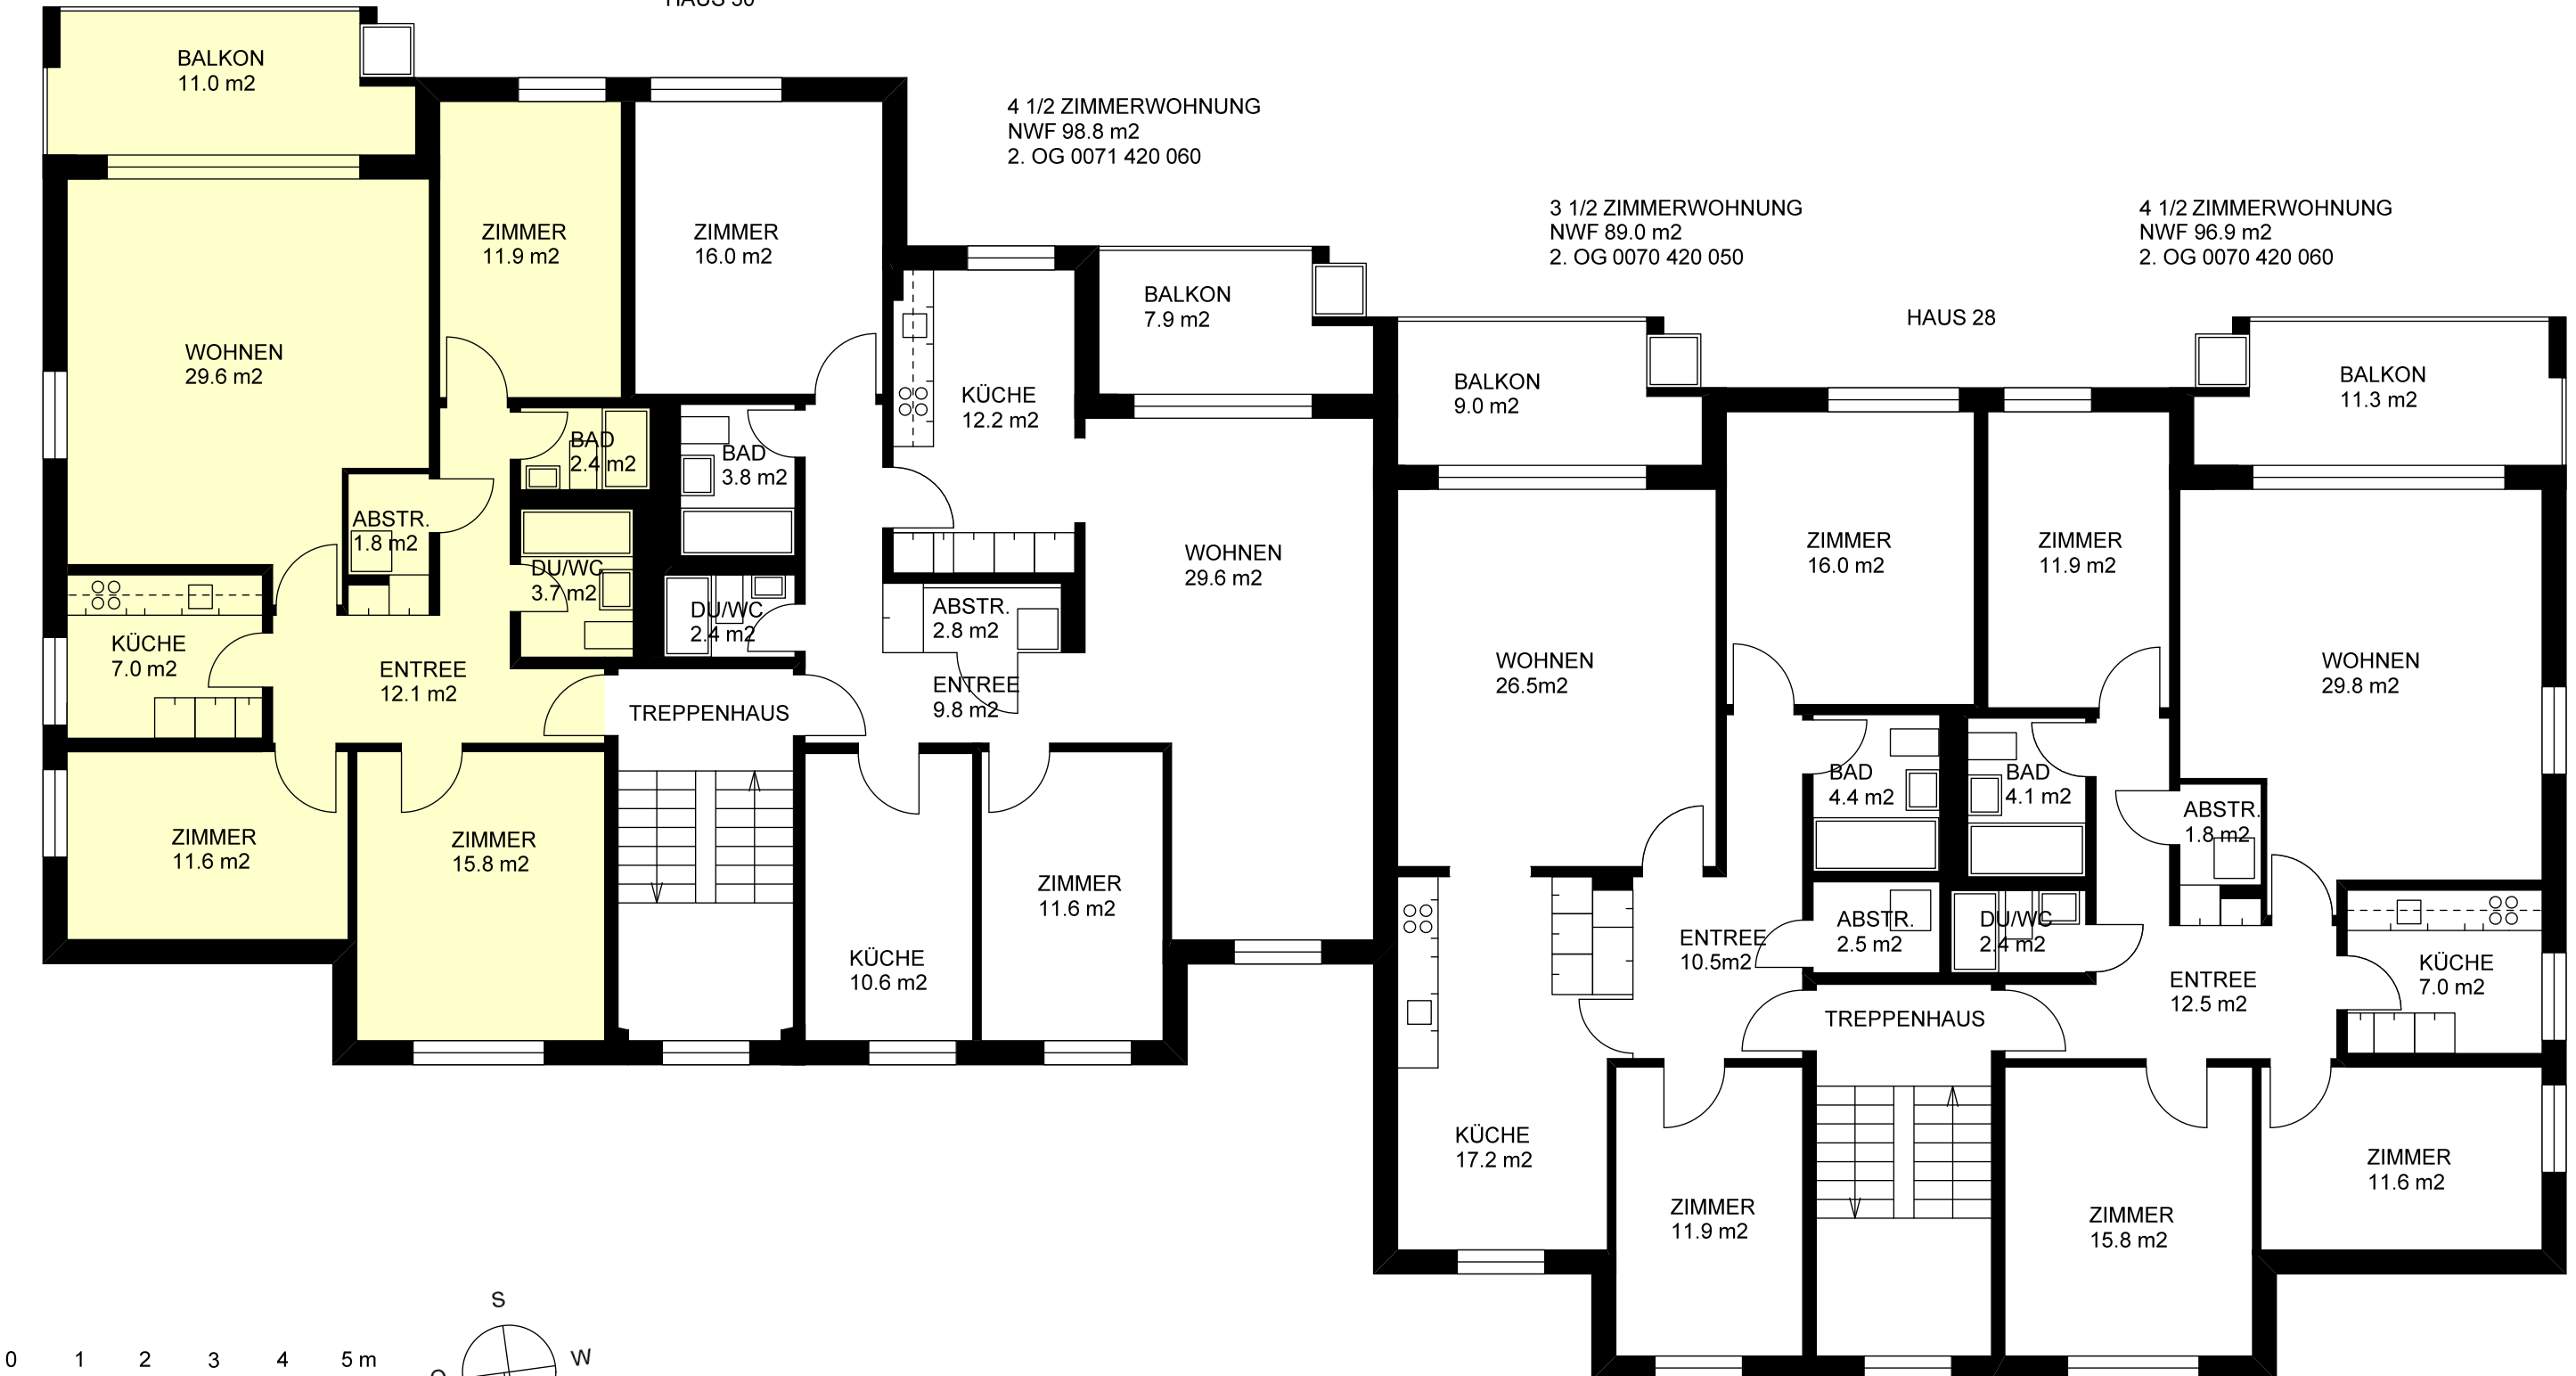 HAUS 30
BALKON
11.0 m2
4 1/2 ZIMMERWOHNUNG
NWF 98.8 m2
2. OG 0071 420 060
3 1/2 ZIMMERWOHNUNG
NWF 89.0 m2
2. OG 0070 420 050
4 1/2 ZIMMERWOHNUNG
NWF 96.9 m2
2. OG 0070 420 060
HAUS 28
ZIMMER
11.9 m2
ZIMMER
16.0 m2
WOHNEN
29.6 m2
BAD
2.4 m2
BAD
3.8 m2
ABSTR.
1.8 m2
DU/WC
3.7 m2
DU/WC
2.4 m2
KÜCHE
7.0 m2
ENTREE
12.1 m2
TREPPENHAUS
ZIMMER
11.6 m2
ZIMMER
15.8 m2
KÜCHE
12.2 m2
BALKON
7.9 m2
WOHNEN
29.6 m2
ABSTR.
2.8 m2
ENTREE
9.8 m2
KÜCHE
10.6 m2
ZIMMER
11.6 m2
BALKON
9.0 m2
WOHNEN
26.5m2
ZIMMER
16.0 m2
BAD
4.4 m2
ABSTR.
2.5 m2
ENTREE
10.5m2
KÜCHE
17.2 m2
ZIMMER
11.9 m2
TREPPENHAUS
BALKON
11.3 m2
ZIMMER
11.9 m2
WOHNEN
29.8 m2
BAD
4.1 m2
ABSTR.
1.8 m2
DU/WC
2.4 m2
ENTREE
12.5 m2
KÜCHE
7.0 m2
ZIMMER
15.8 m2
ZIMMER
11.6 m2
0 1 2 3 4 5 m
S
W